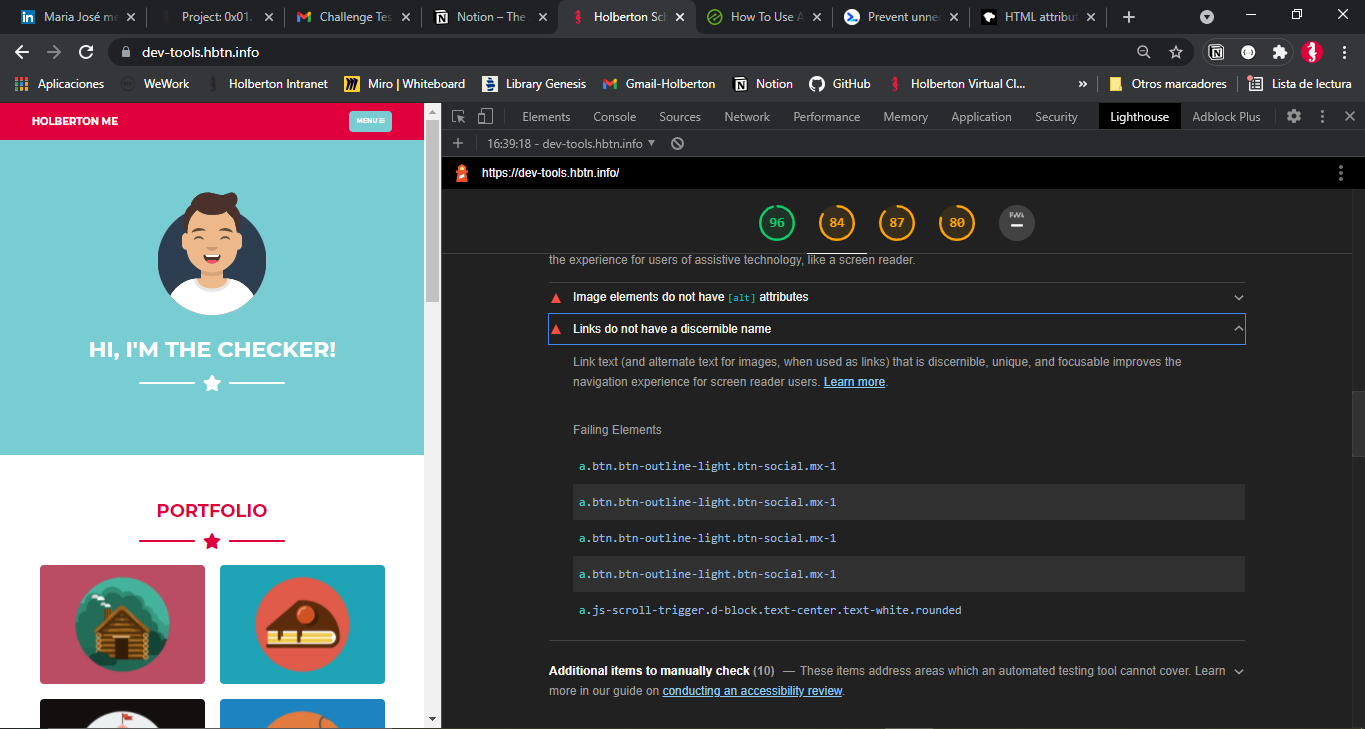 Maria José me
Project: 0x01.
Challenge Tes
Notion – The
Holberton Sch
How To Use A
Prevent unne
HTML attribut
dev-tools.hbtn.info
Aplicaciones
WeWork
Holberton Intranet
Miro | Whiteboard
Library Genesis
Gmail-Holberton
Notion
GitHub
Holberton Virtual Cl...
»
Otros marcadores
Lista de lectura
HOLBERTON ME
MENU
HI, I'M THE CHECKER!
PORTFOLIO
Elements
Console
Sources
Network
Performance
Memory
Application
Security
Lighthouse
Adblock Plus
16:39:18 - dev-tools.hbtn.info
https://dev-tools.hbtn.info/
96
84
87
80
PWA
the experience for users of assistive technology, like a screen reader.
Image elements do not have [alt] attributes
Links do not have a discernible name
Link text (and alternate text for images, when used as links) that is discernible, unique, and focusable improves the
navigation experience for screen reader users. Learn more.
Failing Elements
a.btn.btn-outline-light.btn-social.mx-1
a.btn.btn-outline-light.btn-social.mx-1
a.btn.btn-outline-light.btn-social.mx-1
a.btn.btn-outline-light.btn-social.mx-1
a.js-scroll-trigger.d-block.text-center.text-white.rounded
Additional items to manually check (10) — These items address areas which an automated testing tool cannot cover. Learn
more in our guide on conducting an accessibility review.